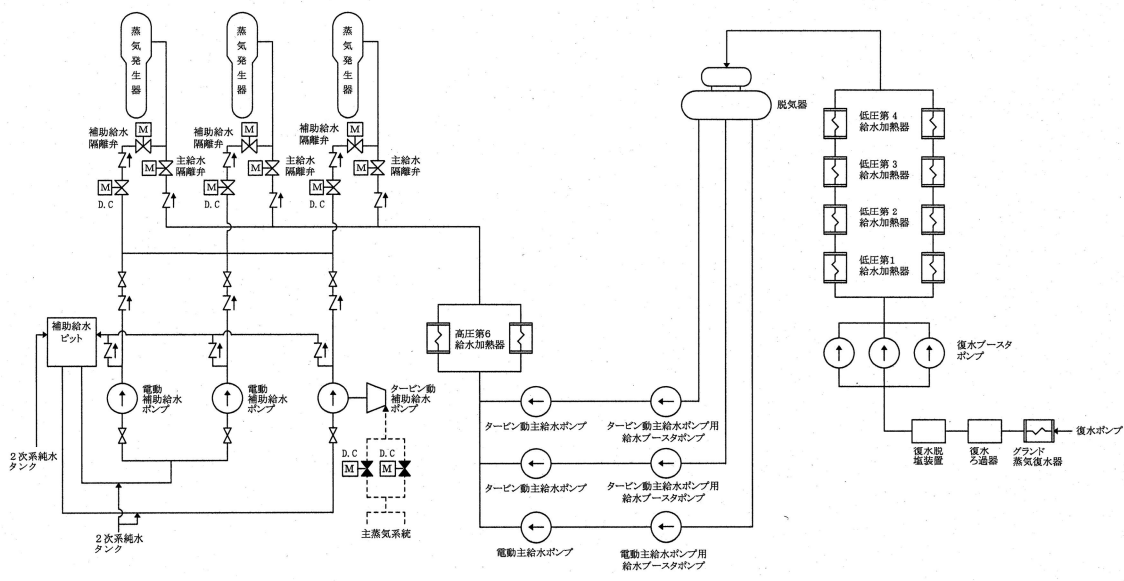 蒸気発生器
蒸気発生器
蒸気発生器
補助給水
隔離弁
M
補助給水
隔離弁
M
補助給水
隔離弁
M
M
主給水
隔離弁
M
主給水
隔離弁
M
主給水
隔離弁
M
D.C
M
D.C
M
D.C
脱気器
低圧第4
給水加熱器
低圧第3
給水加熱器
低圧第2
給水加熱器
低圧第1
給水加熱器
補助給水
ピット
高圧第6
給水加熱器
復水ブースタ
ポンプ
電動
補助給水
ポンプ
電動
補助給水
ポンプ
タービン動
補助給水
ポンプ
タービン動主給水ポンプ
タービン動主給水ポンプ用
給水ブースタポンプ
復水ポンプ
復水脱
塩装置
復水
ろ過器
グランド
蒸気復水器
2次系純水
タンク
D.C
M
D.C
M
タービン動主給水ポンプ
タービン動主給水ポンプ用
給水ブースタポンプ
主蒸気系統
2次系純水
タンク
電動主給水ポンプ
電動主給水ポンプ用
給水ブースタポンプ